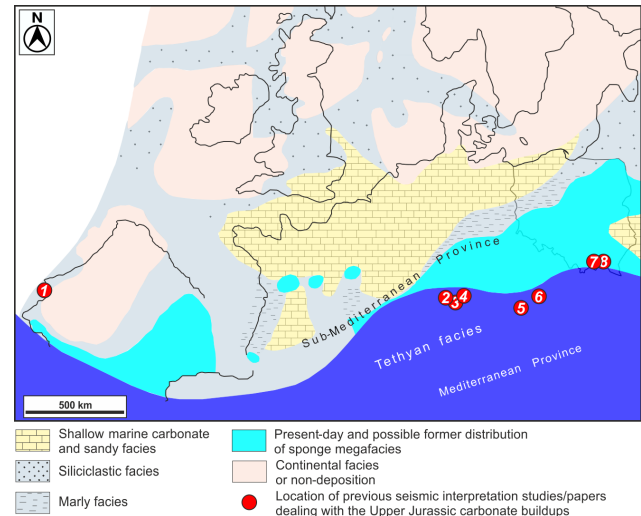 N
1
2
3
4
5
6
7
8
Sub-Mediterranean Province
Tethyan facies
Mediterranean Province
500 km
Shallow marine carbonate
and sandy facies
Siliciclastic facies
Marly facies
Present-day and possible former distribution
of sponge megafacies
Continental facies
or non-deposition
Location of previous seismic interpretation studies/papers
dealing with the Upper Jurassic carbonate buildups